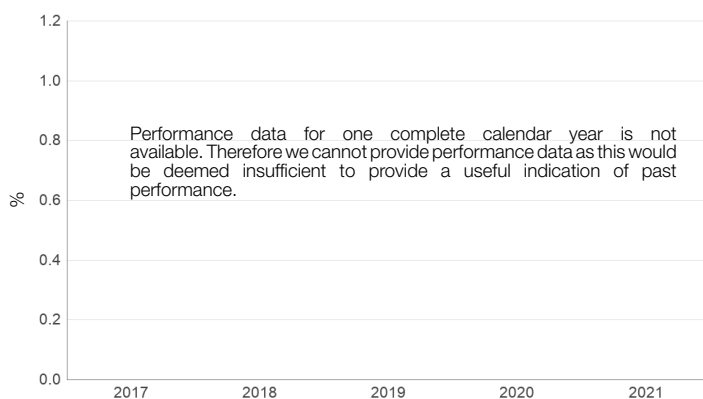 1.2
1.0
0.8
0.6
0.4
0.2
0.0
%
Performance data for one complete calendar year is not
available. Therefore we cannot provide performance data as this would
be deemed insufficient to provide a useful indication of past
performance.
2017 2018 2019 2020 2021